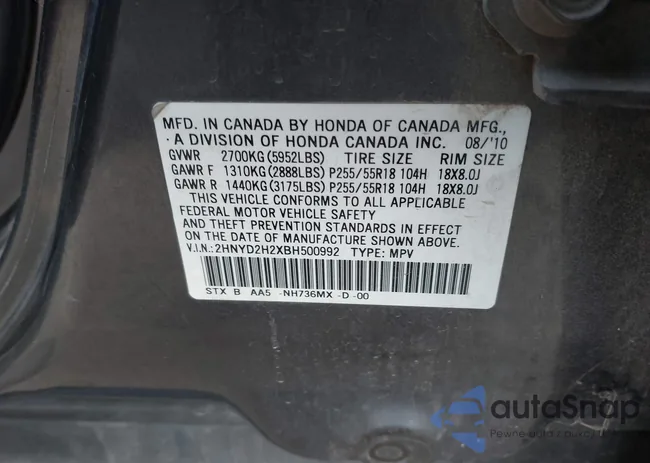 MFD. IN CANADA BY HONDA OF CANADA MFG.,
A DIVISION OF HONDA CANADA INC. 08/'10
GVWR 2700KG(5952LBS) TIRE SIZE RIM SIZE
GAWR F 1310KG(2888LBS) P255/55R18 104H 18X8.0J
GAWR R 1440KG(3175LBS) P255/55R18 104H 18X8.0J
THIS VEHICLE CONFORMS TO ALL APPLICABLE
FEDERAL MOTOR VEHICLE SAFETY
AND THEFT PREVENTION STANDARDS IN EFFECT
ON THE DATE OF MANUFACTURE SHOWN ABOVE.
V.I.N.: 2HNYD2H2XBH500992 TYPE: MPV
STX B AA5 -NH736MX -D -00
autoSnap
Pewne auta z